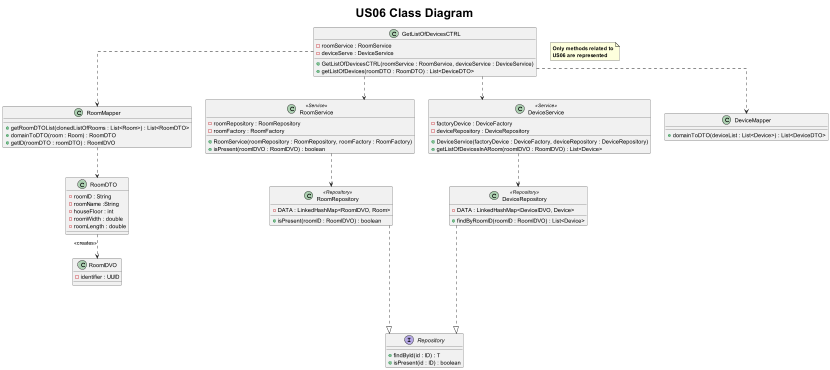 US06 Class Diagram
C GetListOfDevicesCTRL
roomService : RoomService
deviceServe : DeviceService
GetListOfDevicesCTRL(roomService : RoomService, deviceService : DeviceService)
getListOfDevices(roomDTO : RoomDTO) : List<DeviceDTO>
Only methods related to
US06 are represented
C RoomMapper
getRoomDTOList(clonedListOfRooms : List<Room>) : List<RoomDTO>
domainToDTO(room : Room) : RoomDTO
getID(roomDTO : roomDTO) : RoomIDVO
«Service»
C RoomService
roomRepository : RoomRepository
roomFactory : RoomFactory
RoomService(roomRepository : RoomRepository, roomFactory : RoomFactory)
isPresent(roomIDVO : RoomIDVO) : boolean
«Service»
C DeviceService
factoryDevice : DeviceFactory
deviceRepository : DeviceRepository
DeviceService(factoryDevice : DeviceFactory, deviceRepository : DeviceRepository)
getListOfDevicesInARoom(roomIDVO : RoomIDVO) : List<Device>
C DeviceMapper
domainToDTO(deviceList : List<Device>) : List<DeviceDTO>
C RoomDTO
roomID : String
roomName :String
houseFloor : int
roomWidth : double
roomLength : double
«Repository»
C RoomRepository
DATA : LinkedHashMap<RoomIDVO, Room>
isPresent(roomID : RoomIDVO) : boolean
«Repository»
C DeviceRepository
DATA : LinkedHashMap<DeviceIDVO, Device>
findByRoomID(roomID : RoomIDVO) : List<Device>
«creates»
C RoomIDVO
identifier : UUID
I Repository
findById(id : ID) : T
isPresent(id : ID) : boolean